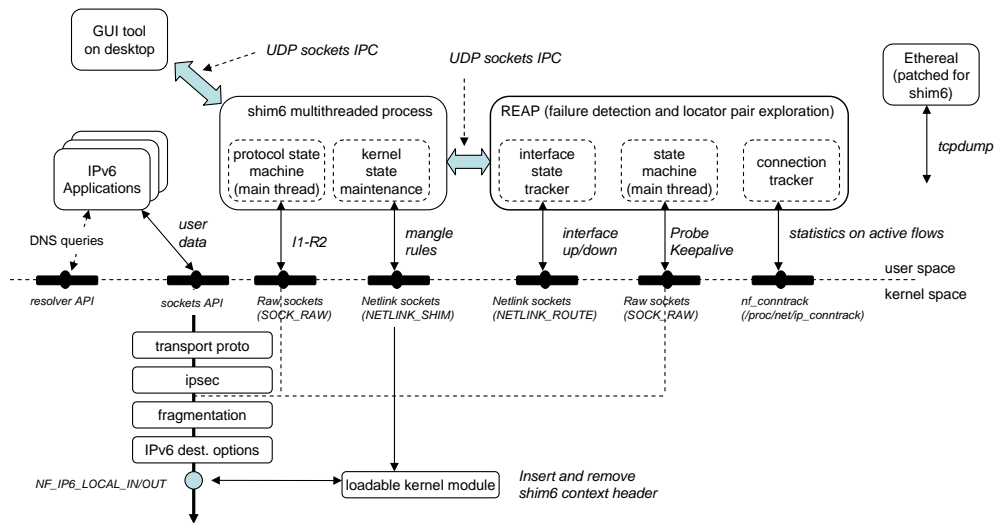 GUI tool
on desktop
UDP sockets IPC
UDP sockets IPC
Ethereal
(patched for
shim6)
tcpdump
shim6 multithreaded process
protocol state
machine
(main thread)
kernel
state
maintenance
REAP (failure detection and locator pair exploration)
interface
state
tracker
state
machine
(main thread)
connection
tracker
IPv6
Applications
DNS queries
user
data
I1-R2
mangle
rules
interface
up/down
Probe
Keepalive
statistics on active flows
user space
kernel space
resolver API
sockets API
Raw sockets
(SOCK_RAW)
Netlink sockets
(NETLINK_SHIM)
Netlink sockets
(NETLINK_ROUTE)
Raw sockets
(SOCK_RAW)
nf_conntrack
(/proc/net/ip_conntrack)
transport proto
ipsec
fragmentation
IPv6 dest. options
NF_IP6_LOCAL_IN/OUT
loadable kernel module
Insert and remove
shim6 context header